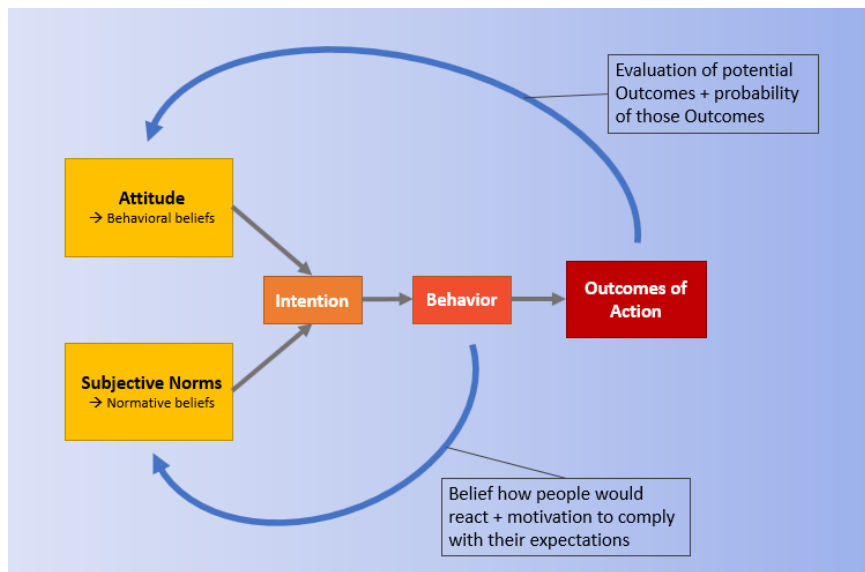 Evaluation of potential
Outcomes + probability
of those Outcomes
Attitude
→ Behavioral beliefs
Intention
Behavior
Outcomes of
Action
Subjective Norms
→ Normative beliefs
Belief how people would
react + motivation to comply
with their expectations